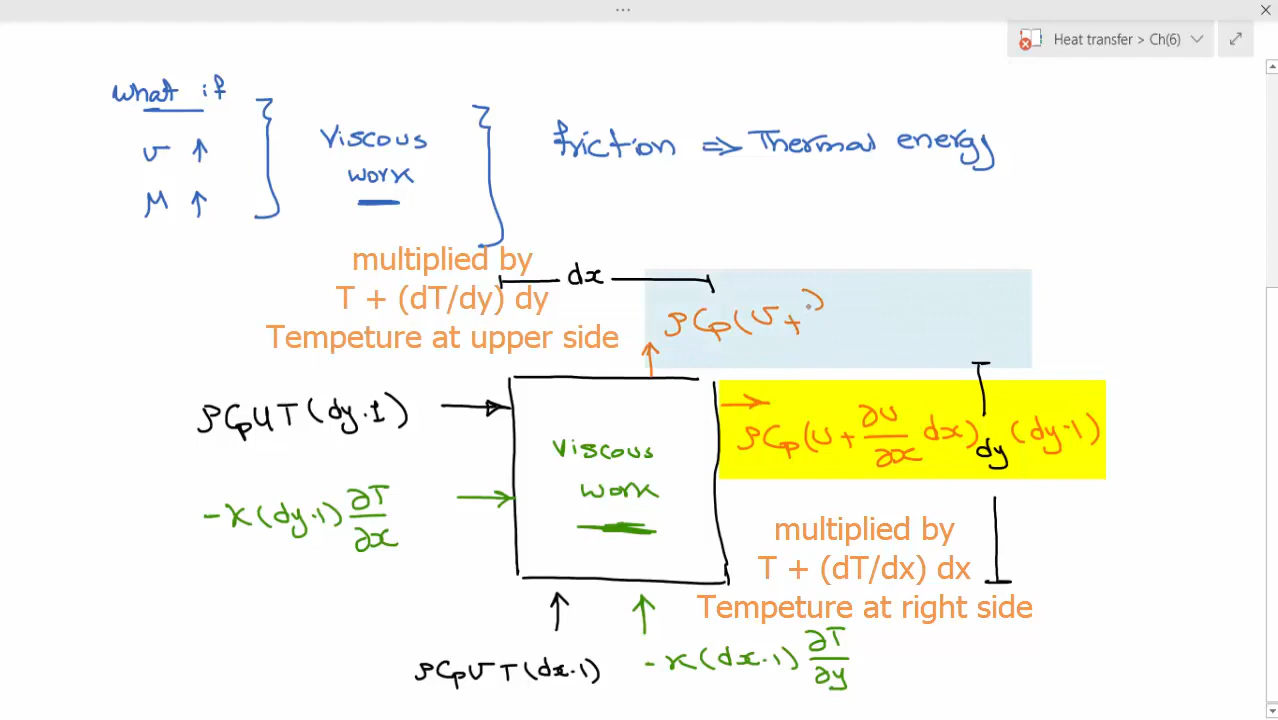 Heat transfer > Ch(6)
what if
v ↑
M ↑
Viscous
work
friction ⇒ Thermal energy
multiplied by
T + (dT/dy) dy
Tempeture at upper side
dx
ρCp(v+
ρCpUT(dy·1)
ρCp(u + ∂u/∂x dx) (dy·1)
dy
Viscous
work
-K(dy·1) ∂T/∂x
multiplied by
T + (dT/dx) dx
Tempeture at right side
ρCpvT(dx·1)
-K(dx·1) ∂T/∂y